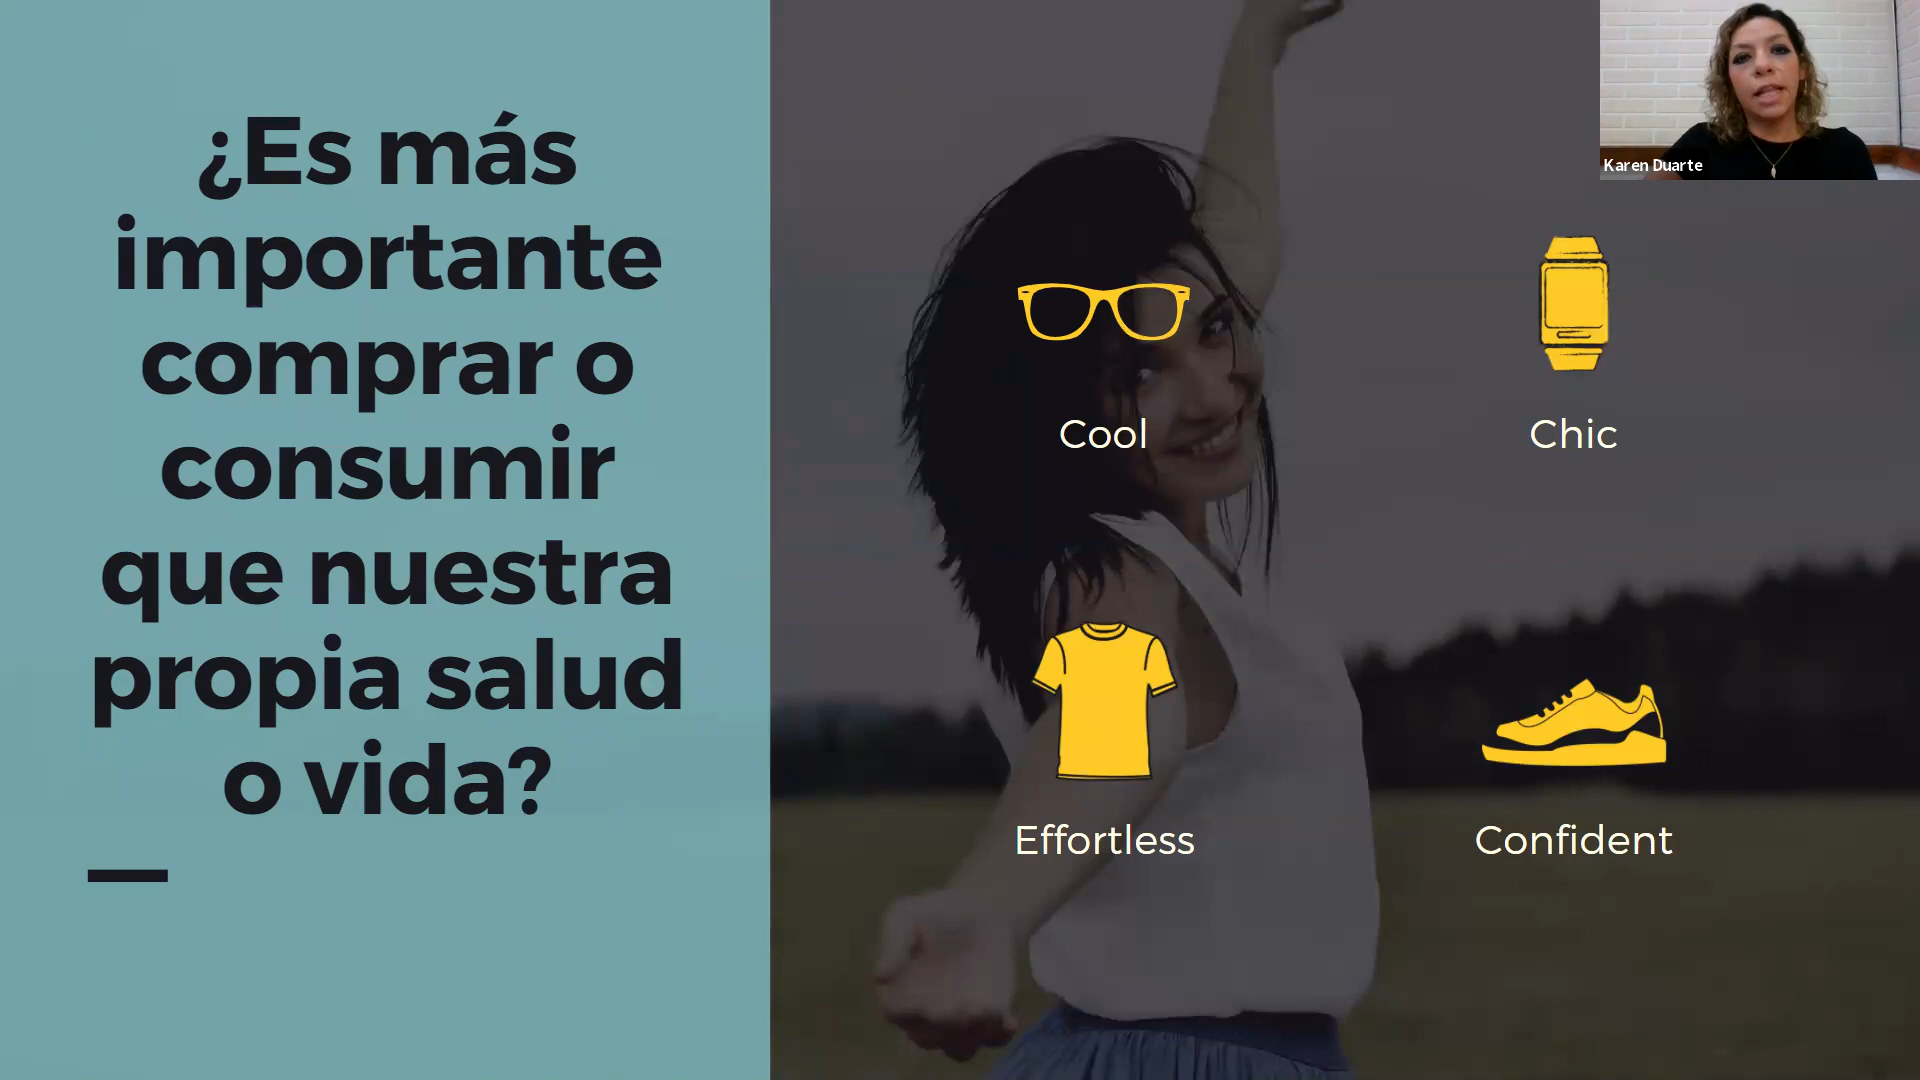 ¿Es más
importante
comprar o
consumir
que nuestra
propia salud
o vida?
Karen Duarte
Cool
Chic
Effortless
Confident